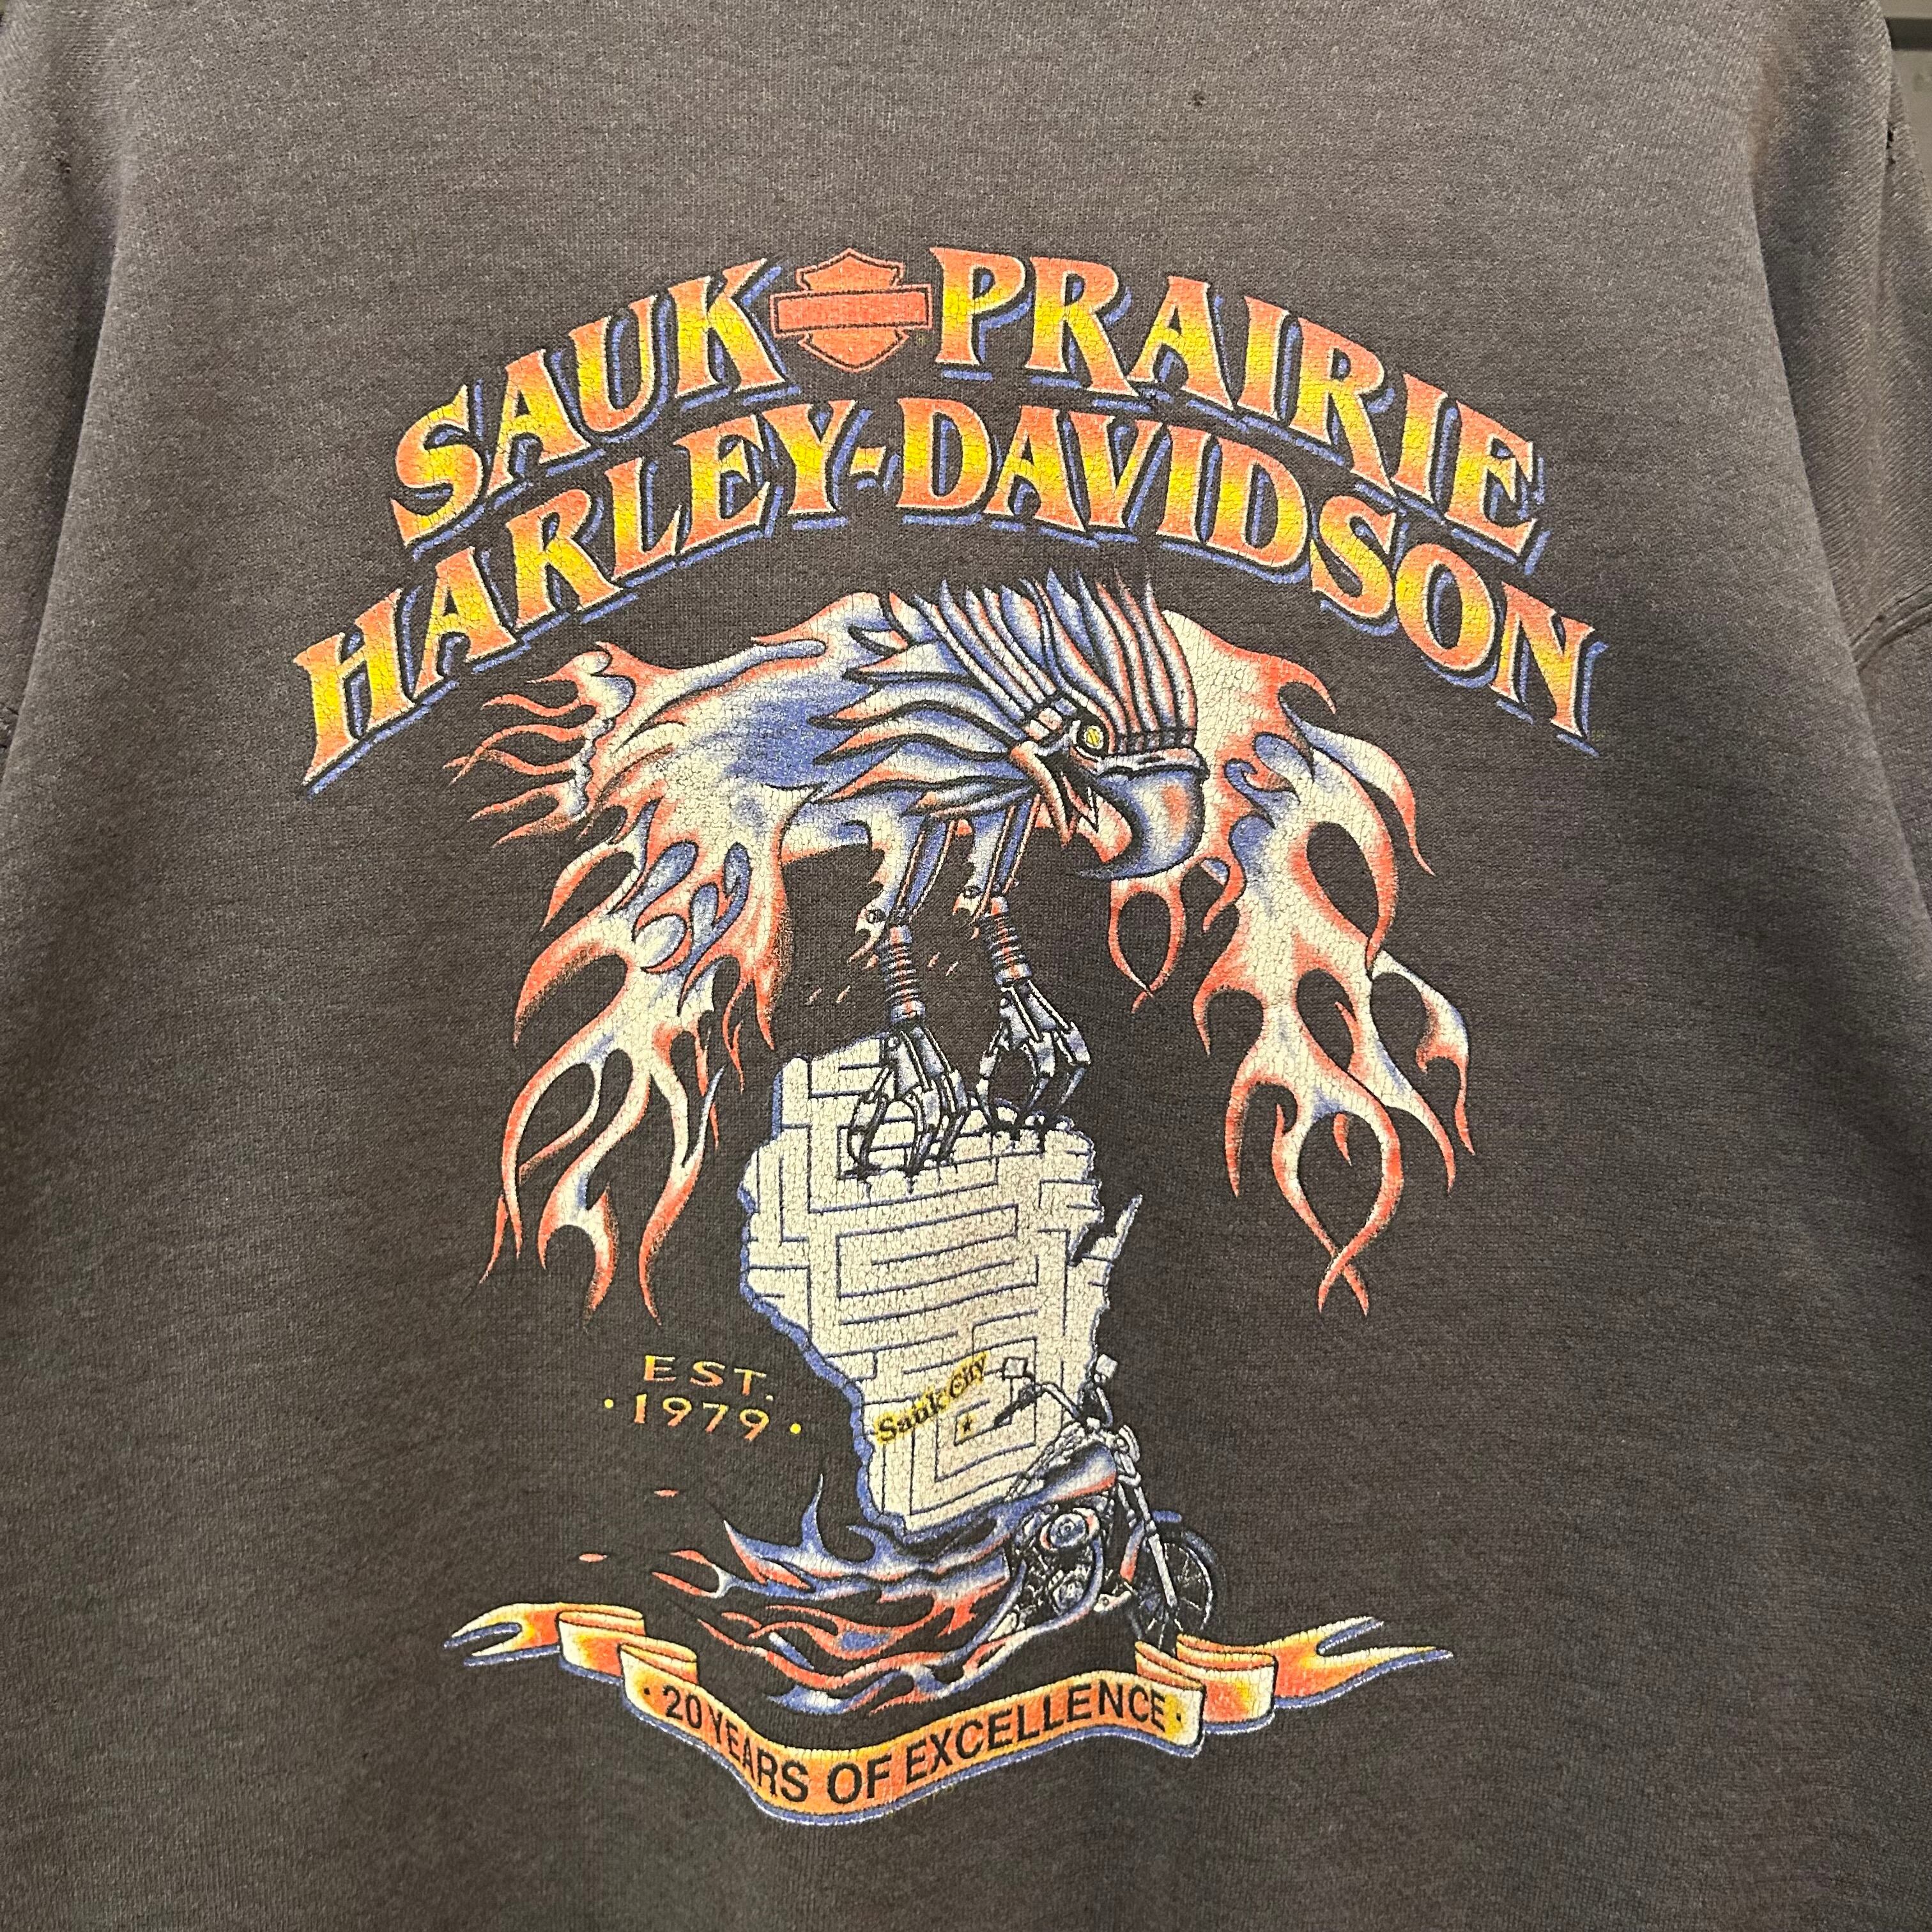 SAUK PRAIRIE
HARLEY-DAVIDSON
EST.
·1979·
Sauk City
·20 YEARS OF EXCELLENCE·